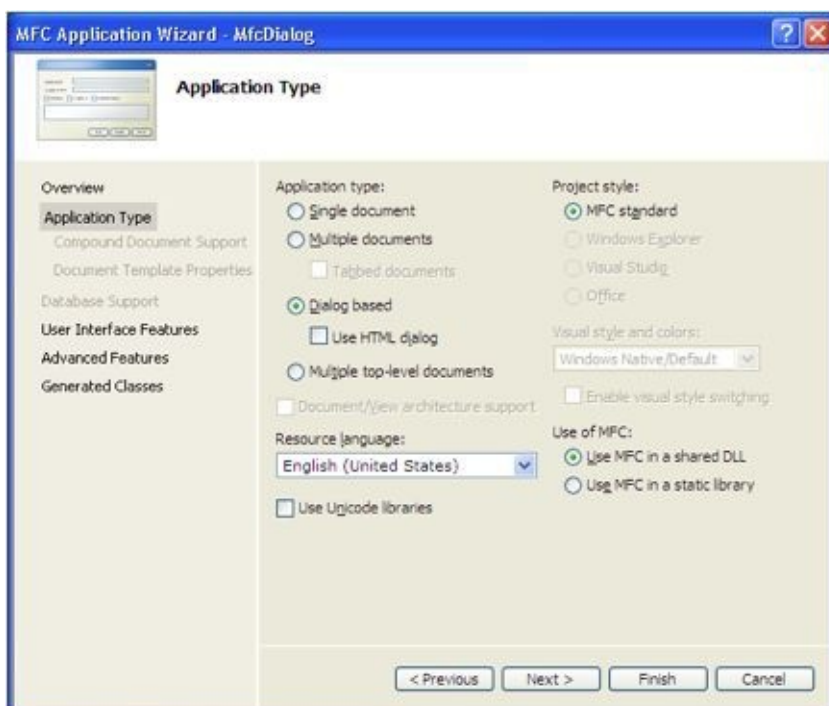 MFC Application Wizard - MfcDialog
Application Type
Overview
Application Type
Compound Document Support
Document Template Properties
Database Support
User Interface Features
Advanced Features
Generated Classes
Application type:
Single document
Multiple documents
Tabbed documents
Dialog based
Use HTML dialog
Multiple top-level documents
Document/View architecture support
Resource language:
English (United States)
Use Unicode libraries
Project style:
MFC standard
Windows Explorer
Visual Studio
Office
Visual style and colors:
Windows Native/Default
Enable visual style switching
Use of MFC:
Use MFC in a shared DLL
Use MFC in a static library
< Previous
Next >
Finish
Cancel